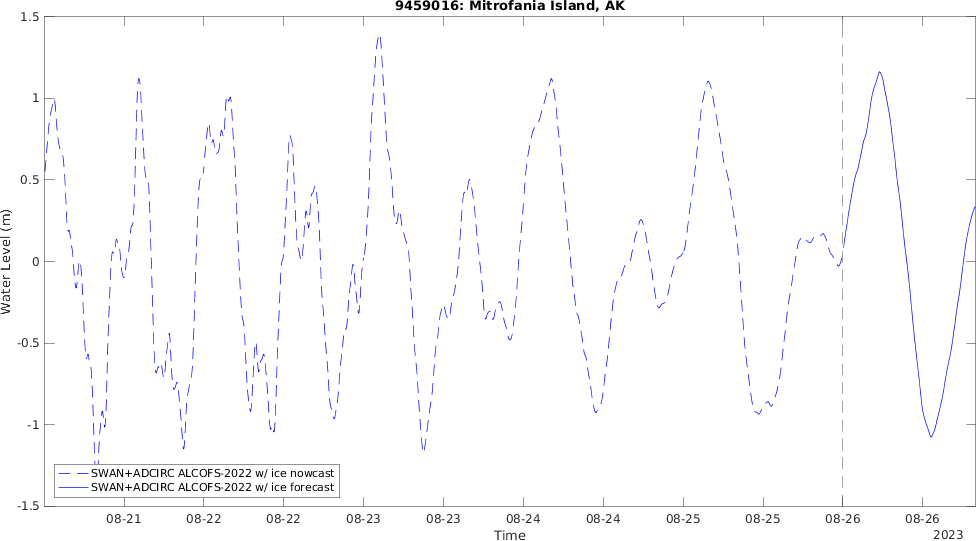 9459016: Mitrofania Island, AK
Water Level (m)
1.5
1
0.5
0
-0.5
-1
-1.5
SWAN+ADCIRC ALCOFS-2022 w/ ice nowcast
SWAN+ADCIRC ALCOFS-2022 w/ ice forecast
08-21 08-22 08-22 08-23 08-23 08-24 08-24 08-25 08-25 08-26 08-26
2023
Time